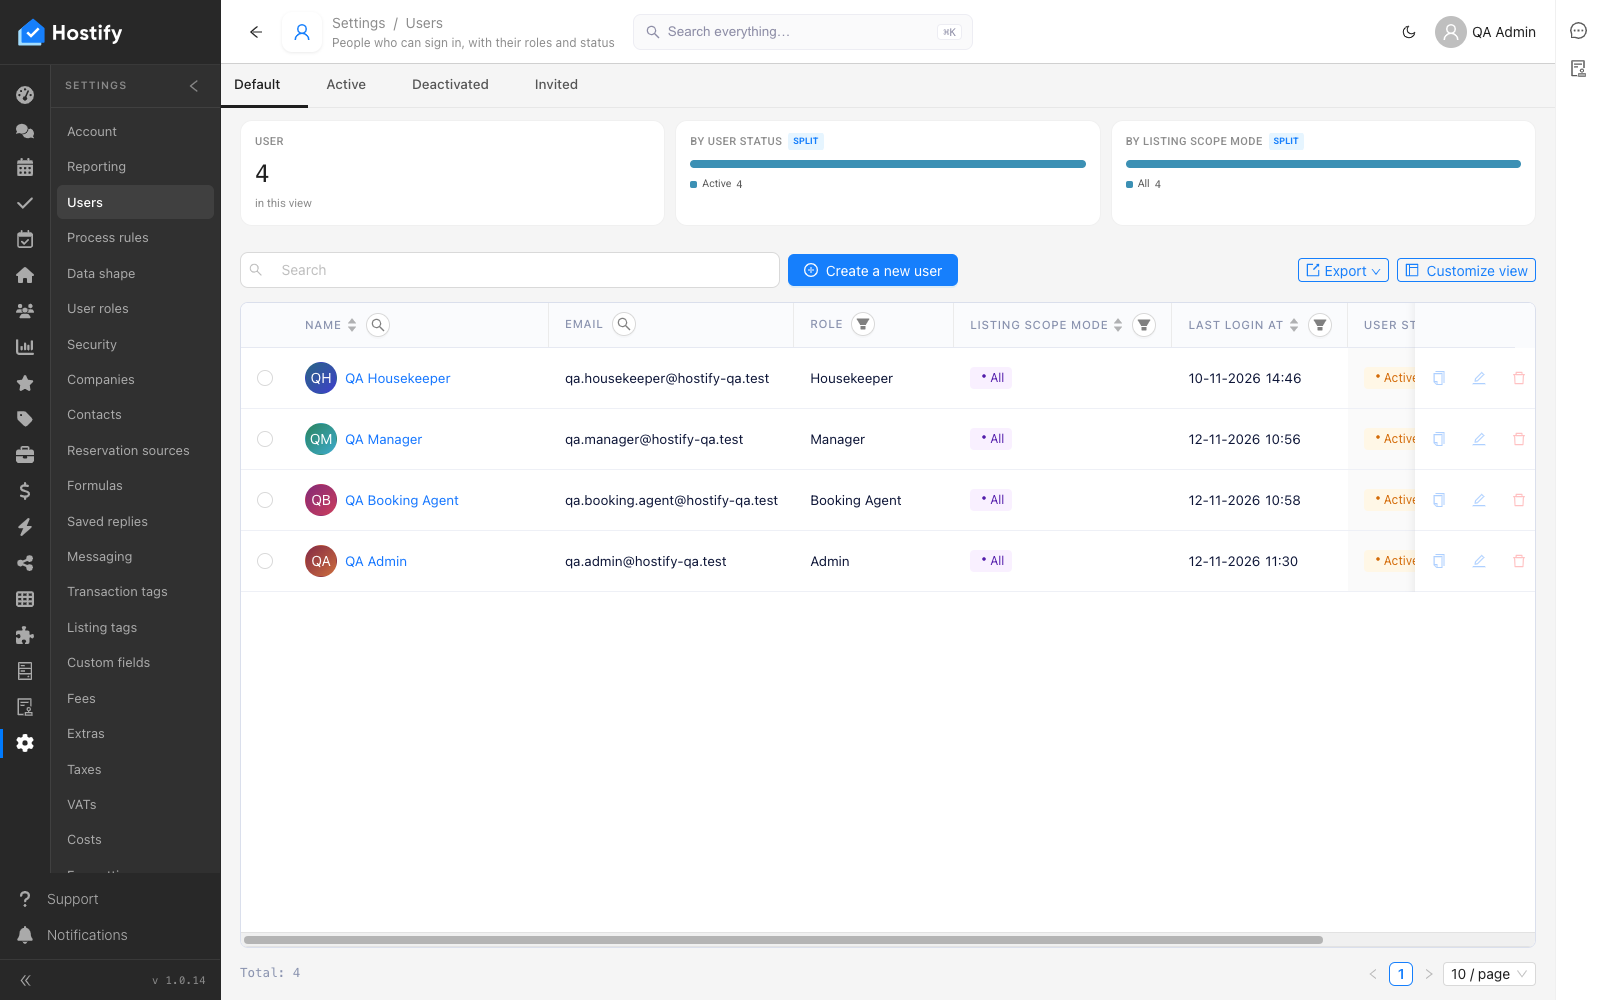 Hostify
Settings / Users
People who can sign in, with their roles and status
Search everything...
⌘K
QA Admin
SETTINGS
Account
Reporting
Users
Process rules
Data shape
User roles
Security
Companies
Contacts
Reservation sources
Formulas
Saved replies
Messaging
Transaction tags
Listing tags
Custom fields
Fees
Extras
Taxes
VATs
Costs
Support
Notifications
v 1.0.14
Default Active Deactivated Invited
USER
4
in this view
BY USER STATUS SPLIT
Active 4
BY LISTING SCOPE MODE SPLIT
All 4
Search
Create a new user
Export
Customize view
NAME EMAIL ROLE LISTING SCOPE MODE LAST LOGIN AT USER ST
QH QA Housekeeper qa.housekeeper@hostify-qa.test Housekeeper All 10-11-2026 14:46 Active
QM QA Manager qa.manager@hostify-qa.test Manager All 12-11-2026 10:56 Active
QB QA Booking Agent qa.booking.agent@hostify-qa.test Booking Agent All 12-11-2026 10:58 Active
QA QA Admin qa.admin@hostify-qa.test Admin All 12-11-2026 11:30 Active
Total: 4
1
10 / page